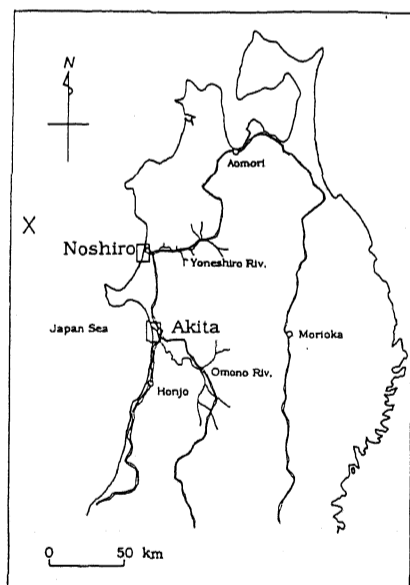 N
Aomori
X
Noshiro
Yoneshiro Riv.
Japan Sea
Akita
Morioka
Omono Riv.
Honjo
0 50 km